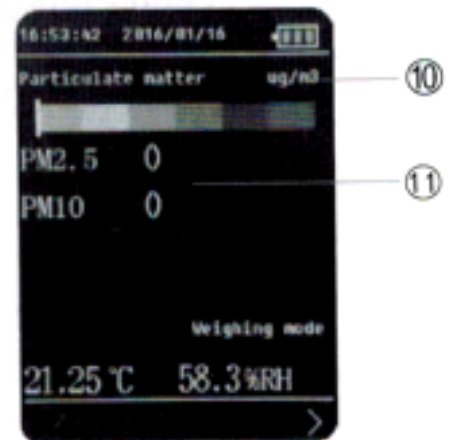 16:53:42 2016/01/16
Particulate matter ug/m3 ⑩
PM2.5 0
⑪
PM10 0
Weighing mode
21.25℃ 58.3%RH
>